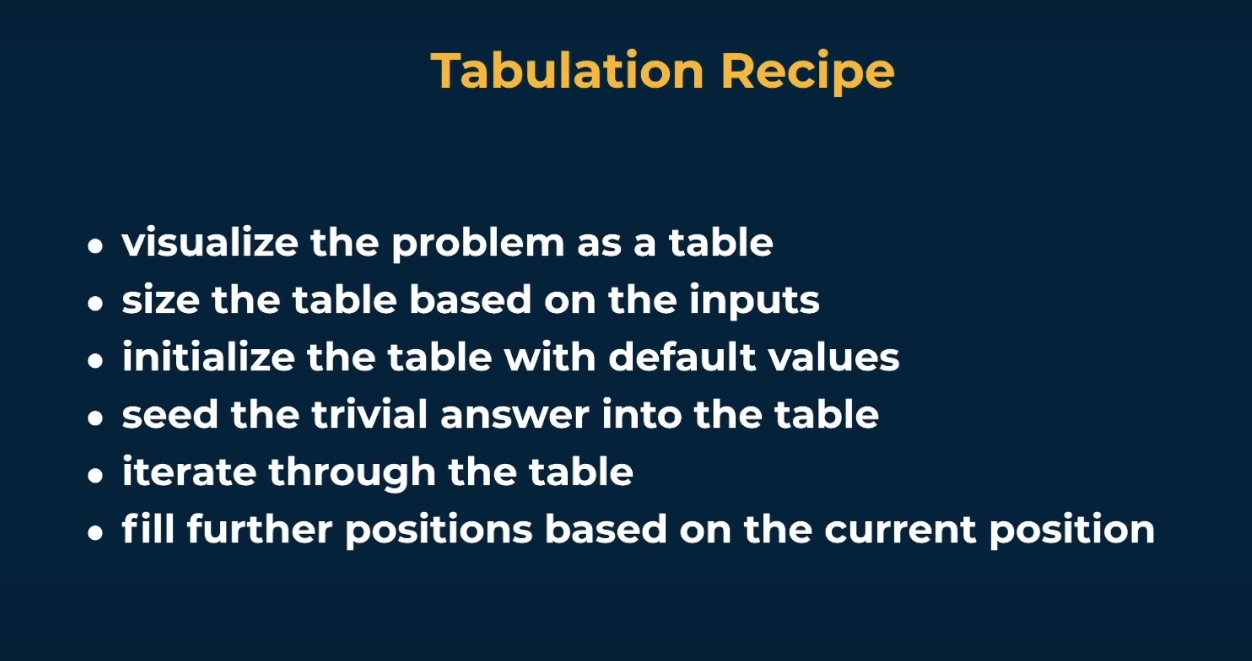 Tabulation Recipe
• visualize the problem as a table
• size the table based on the inputs
• initialize the table with default values
• seed the trivial answer into the table
• iterate through the table
• fill further positions based on the current position